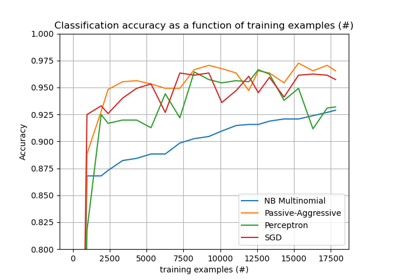 Classification accuracy as a function of training examples (#)
1.000
0.975
0.950
0.925
0.900
0.875
0.850
0.825
0.800
Accuracy
NB Multinomial
Passive-Aggressive
Perceptron
SGD
0 2500 5000 7500 10000 12500 15000 17500
training examples (#)